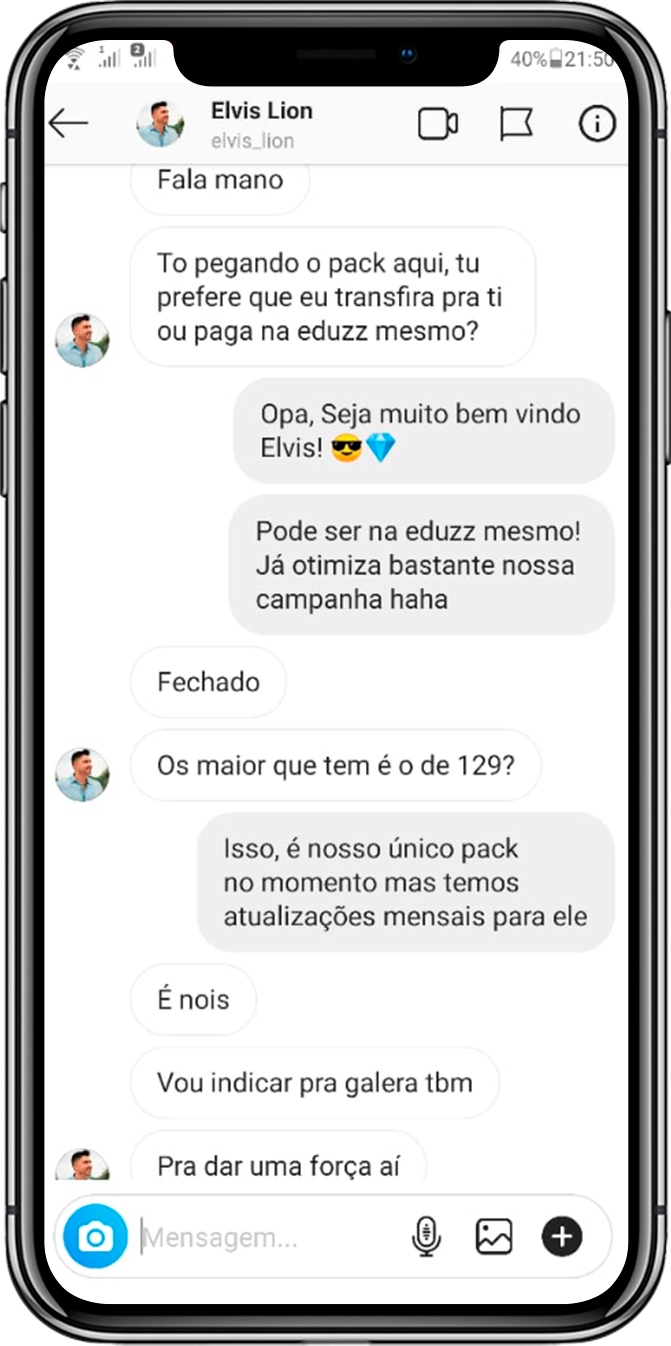 1 2 40% 21:50
Elvis Lion
elvis_lion
Fala mano
To pegando o pack aqui, tu
prefere que eu transfira pra ti
ou paga na eduzz mesmo?
Opa, Seja muito bem vindo
Elvis! 😎💎
Pode ser na eduzz mesmo!
Já otimiza bastante nossa
campanha haha
Fechado
Os maior que tem é o de 129?
Isso, é nosso único pack
no momento mas temos
atualizações mensais para ele
É nois
Vou indicar pra galera tbm
Pra dar uma força aí
Mensagem...